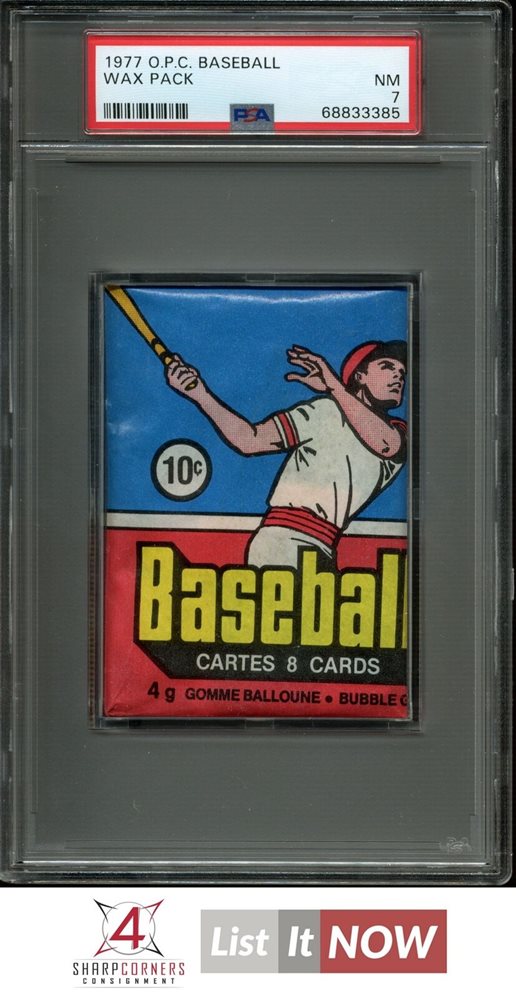 1977 O.P.C. BASEBALL
WAX PACK
NM
7
PSA
68833385
10¢
Baseball
CARTES 8 CARDS
4 g GOMME BALLOUNE • BUBBLE
4
SHARPCORNERS
CONSIGNMENT
List It NOW